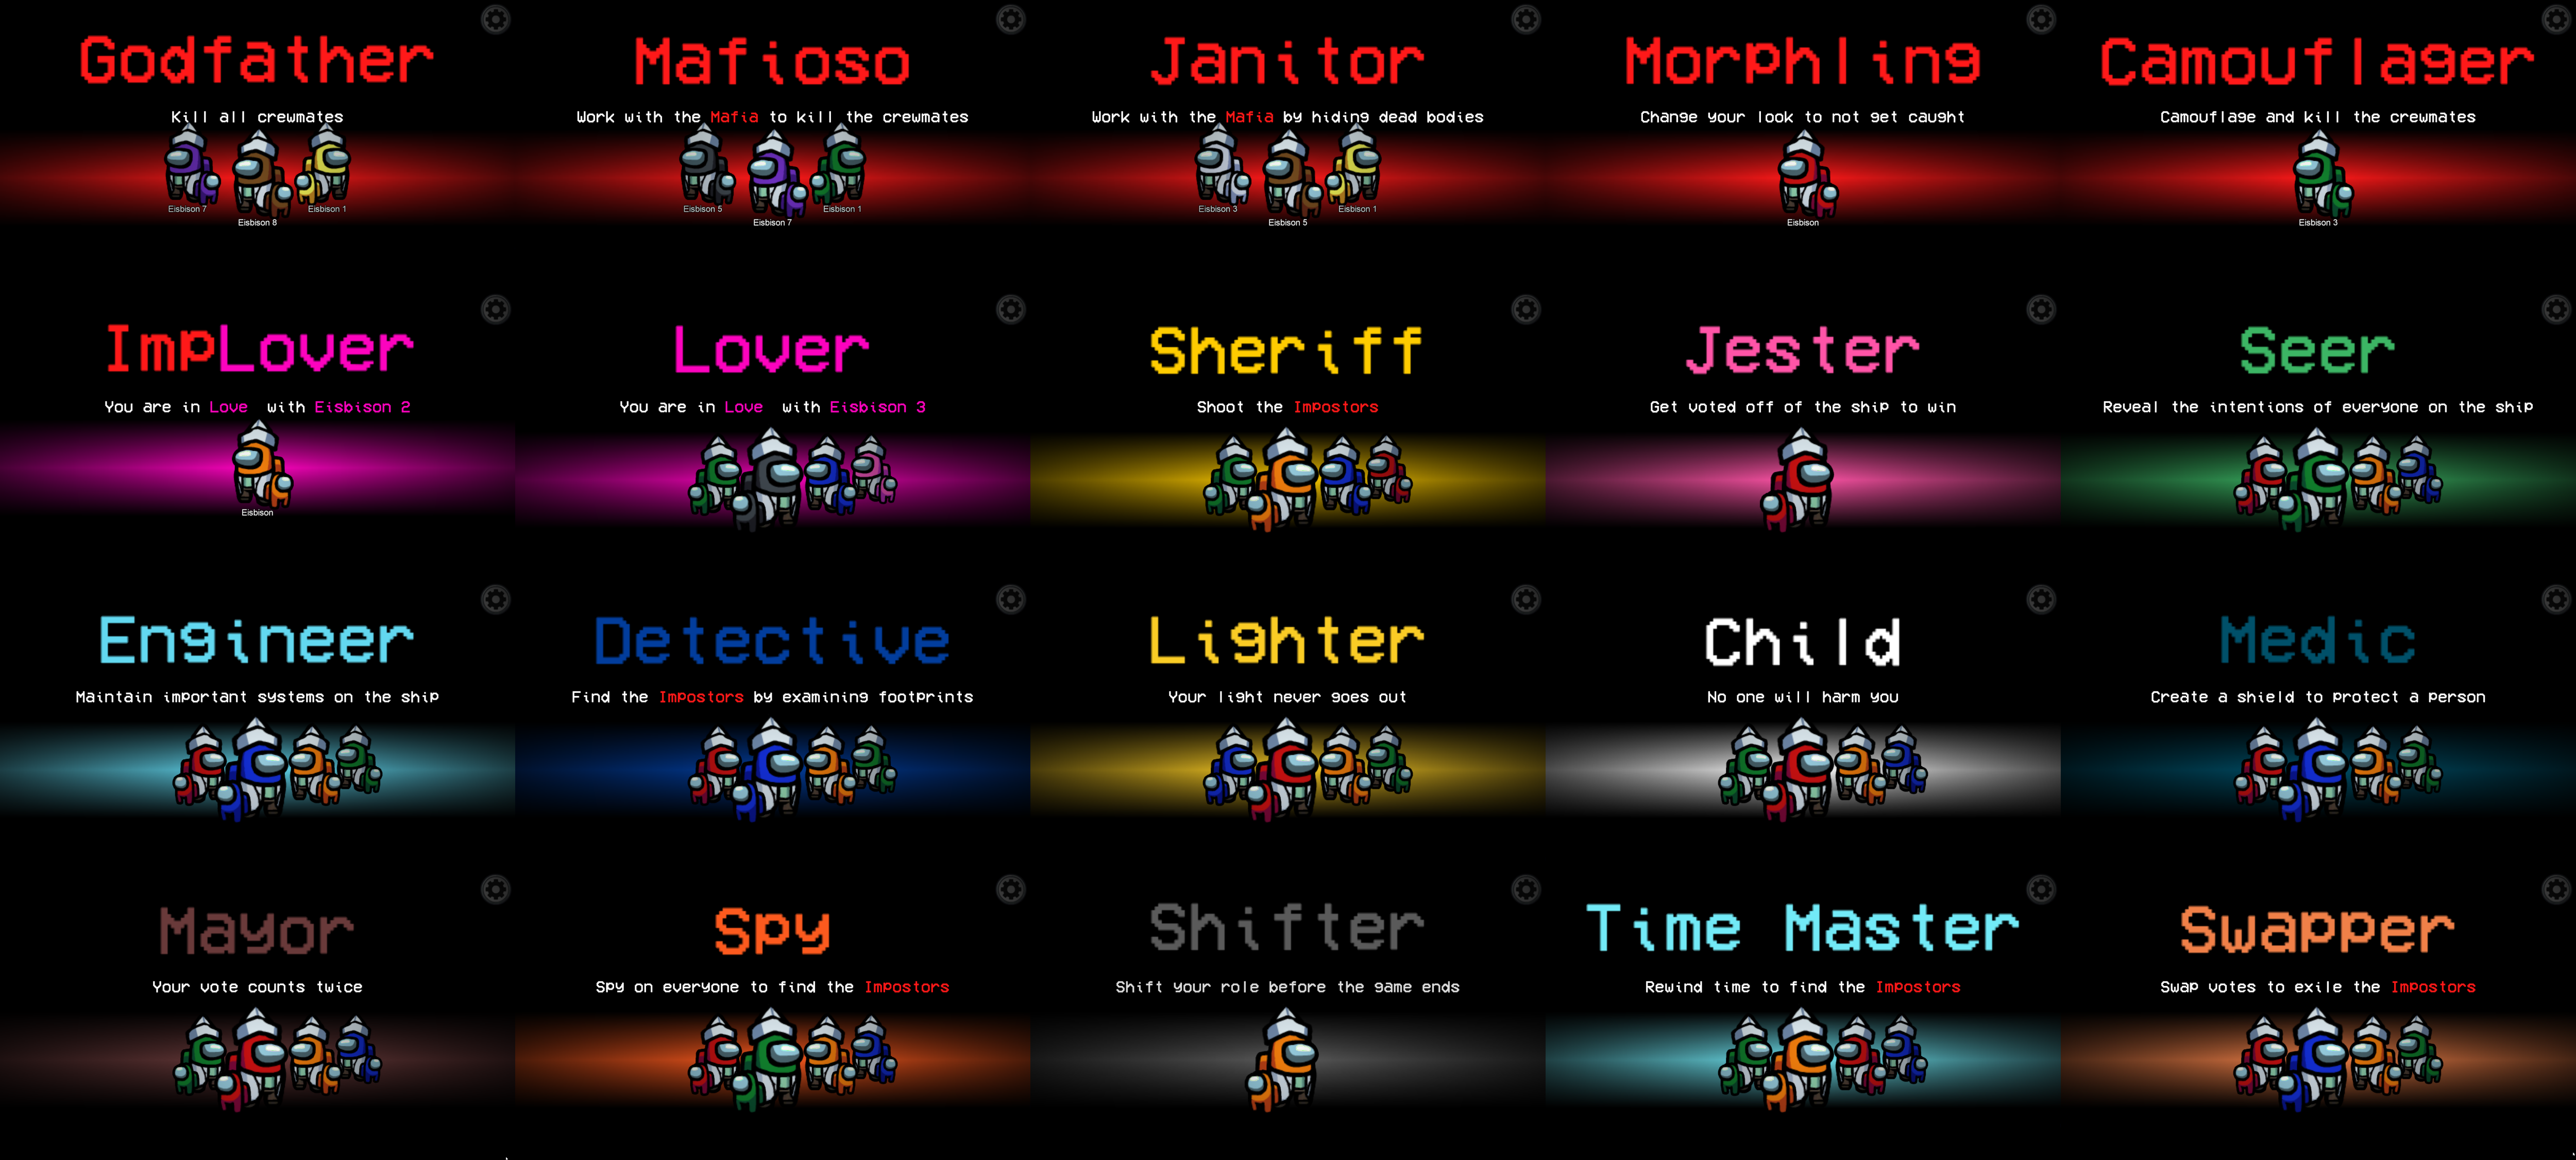 Godfather
Kill all crewmates
Eisbison 7
Eisbison 8
Eisbison 1
Mafioso
Work with the Mafia to kill the crewmates
Eisbison 5
Eisbison 7
Eisbison 1
Janitor
Work with the Mafia by hiding dead bodies
Eisbison 3
Eisbison 5
Eisbison 1
Morphling
Change your look to not get caught
Eisbison
Camouflager
Camouflage and kill the crewmates
Eisbison 3
ImpLover
You are in Love with Eisbison 2
Eisbison
Lover
You are in Love with Eisbison 3
Sheriff
Shoot the Impostors
Jester
Get voted off of the ship to win
Seer
Reveal the intentions of everyone on the ship
Engineer
Maintain important systems on the ship
Detective
Find the Impostors by examining footprints
Lighter
Your light never goes out
Child
No one will harm you
Medic
Create a shield to protect a person
Mayor
Your vote counts twice
Spy
Spy on everyone to find the Impostors
Shifter
Shift your role before the game ends
Time Master
Rewind time to find the Impostors
Swapper
Swap votes to exile the Impostors